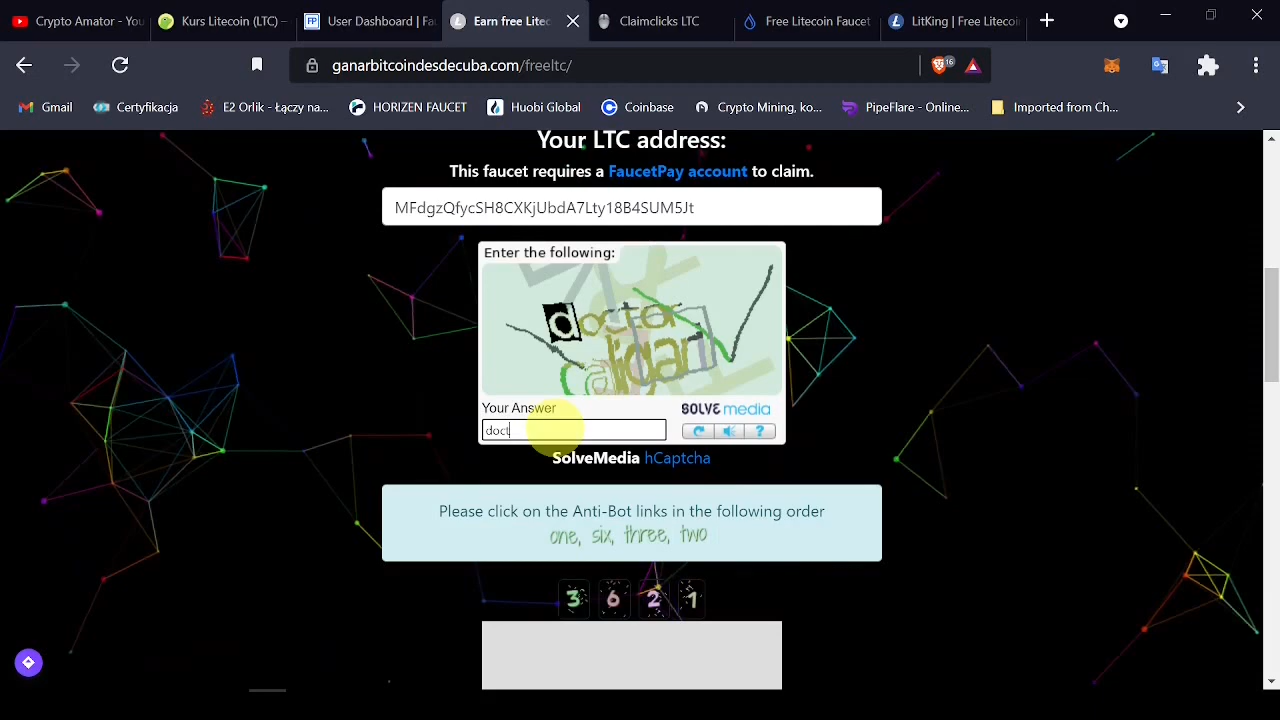 Crypto Amator - You
Kurs Litecoin (LTC) –
User Dashboard | Fau
Earn free Litec
Claimclicks LTC
Free Litecoin Faucet
LitKing | Free Litecoi
ganarbitcoindesdecuba.com/freeltc/
16
Gmail
Certyfikacja
E2 Orlik - Łączy na...
HORIZEN FAUCET
Huobi Global
Coinbase
Crypto Mining, ko...
PipeFlare - Online...
Imported from Ch...
Your LTC address:
This faucet requires a FaucetPay account to claim.
MFdgzQfycSH8CXKjUbdA7Lty18B4SUM5Jt
Enter the following:
doctor
caligari
Your Answer
SOLVE media
doct
?
SolveMedia hCaptcha
Please click on the Anti-Bot links in the following order
one, six, three, two
3 6 2 1